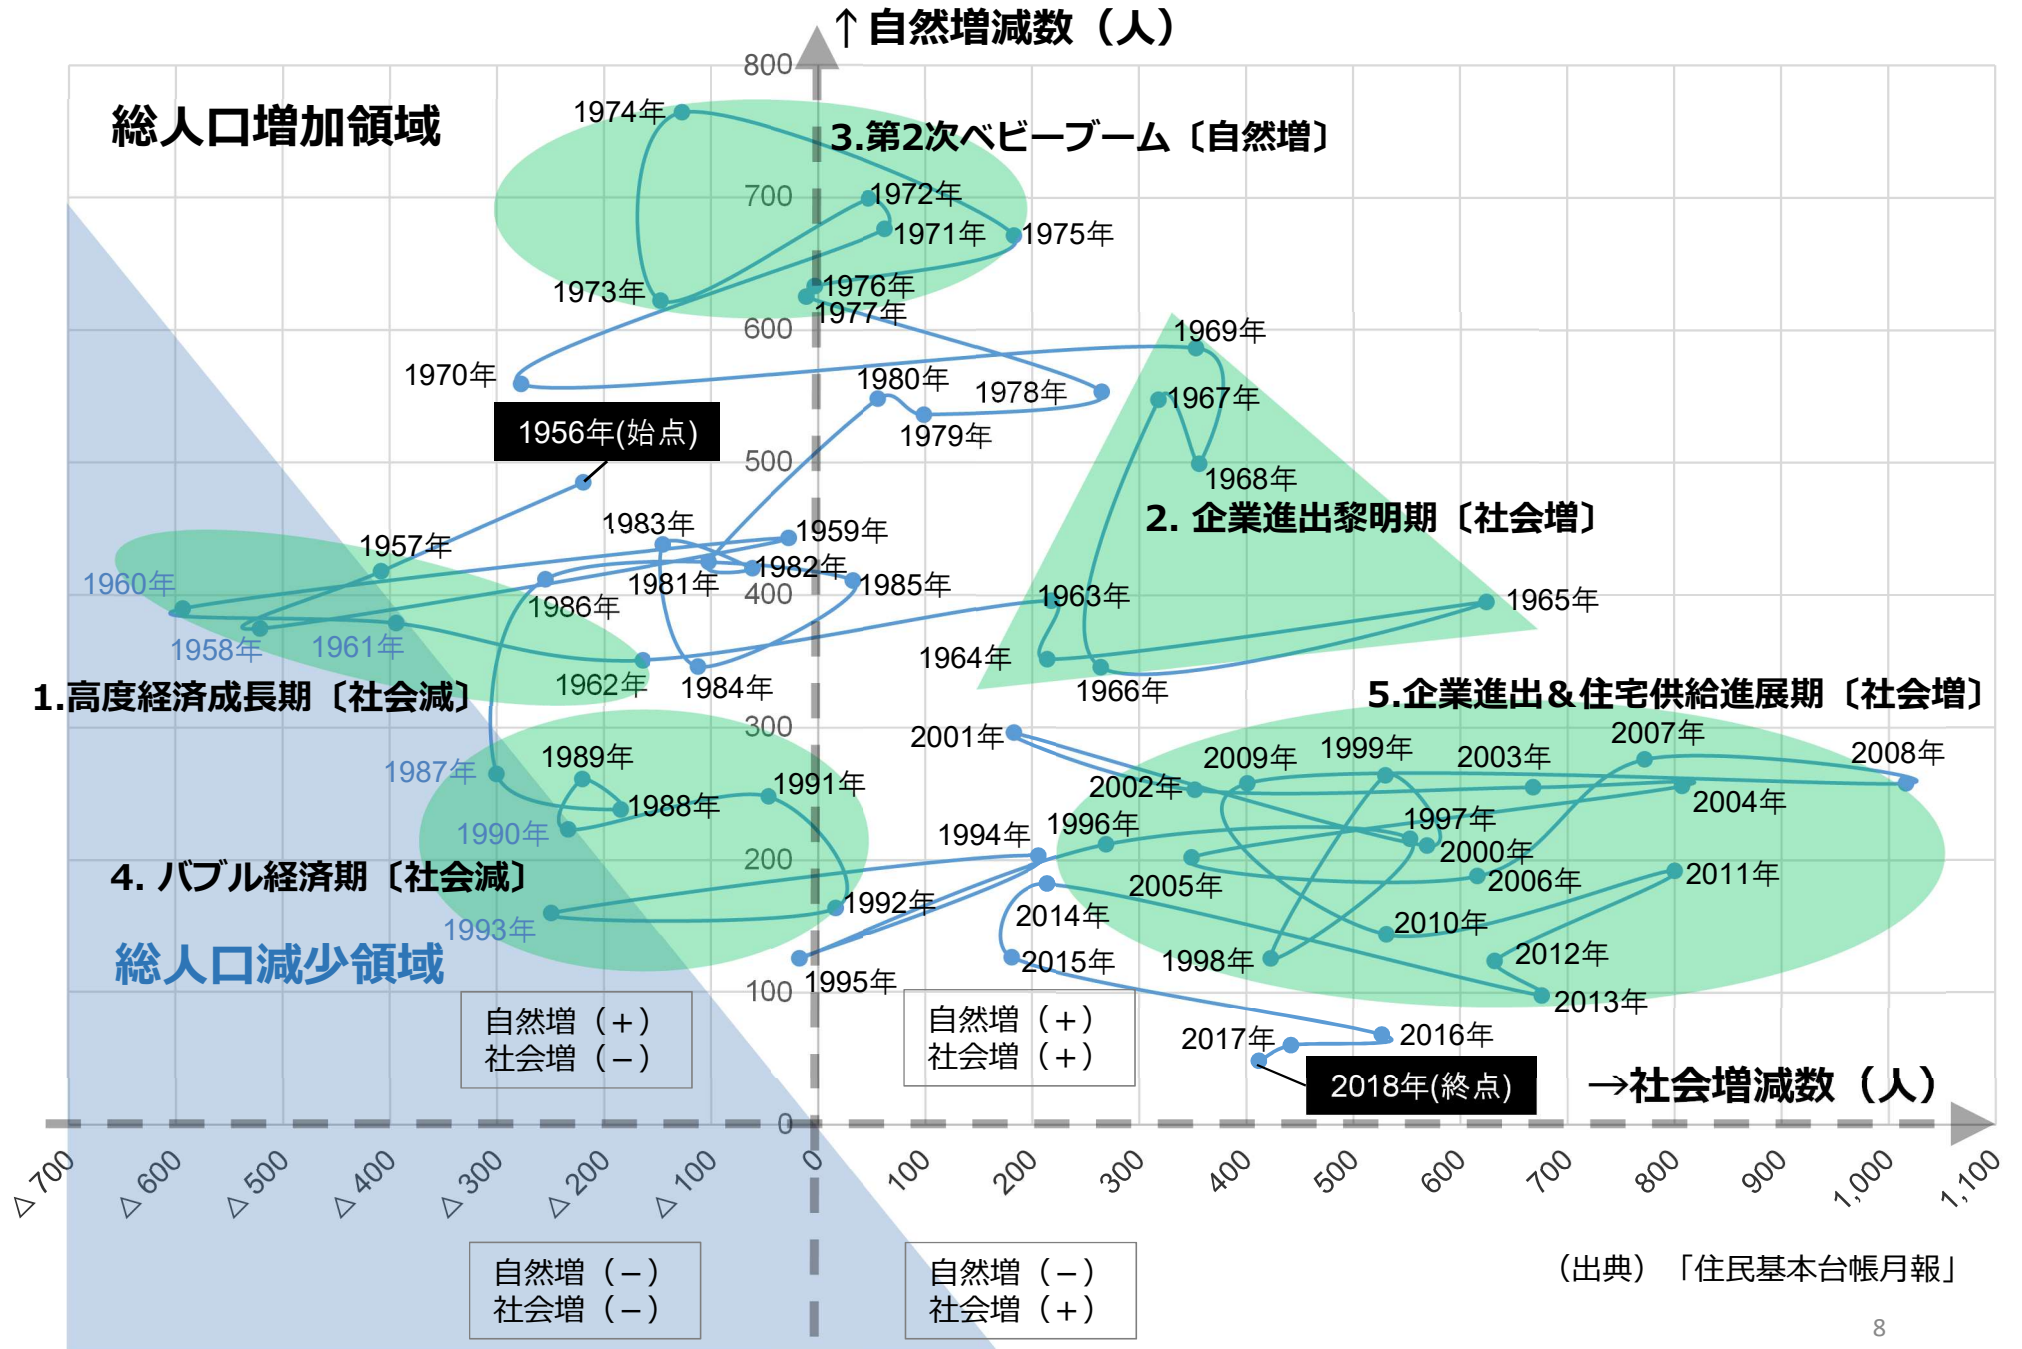 ↑自然増減数（人）
800
1974年
総人口増加領域
3.第2次ベビーブーム〔自然増〕
700
1972年
1971年
1975年
1973年
1976年
1977年
600
1969年
1970年
1980年
1978年
1967年
1956年(始点)
1979年
500
1968年
2. 企業進出黎明期〔社会増〕
1983年
1959年
1957年
1982年
1960年
1981年
1985年
400
1986年
1963年
1965年
1958年
1961年
1964年
1962年
1984年
1966年
1.高度経済成長期〔社会減〕
5.企業進出＆住宅供給進展期〔社会増〕
300
2001年
2007年
1989年
2009年
1999年
2003年
2008年
1987年
1991年
2002年
1988年
2004年
1990年
1994年
1996年
1997年
200
2000年
4. バブル経済期〔社会減〕
2005年
2006年
2011年
1992年
2014年
2010年
1993年
総人口減少領域
1995年
2015年
1998年
2012年
100
2013年
自然増（＋）
社会増（－）
自然増（＋）
社会増（＋）
2017年
2016年
2018年(終点)
→社会増減数（人）
0
△ 700
△ 600
△ 500
△ 400
△ 300
△ 200
△ 100
0
100
200
300
400
500
600
700
800
900
1,000
1,100
自然増（－）
社会増（－）
自然増（－）
社会増（＋）
（出典）「住民基本台帳月報」
8